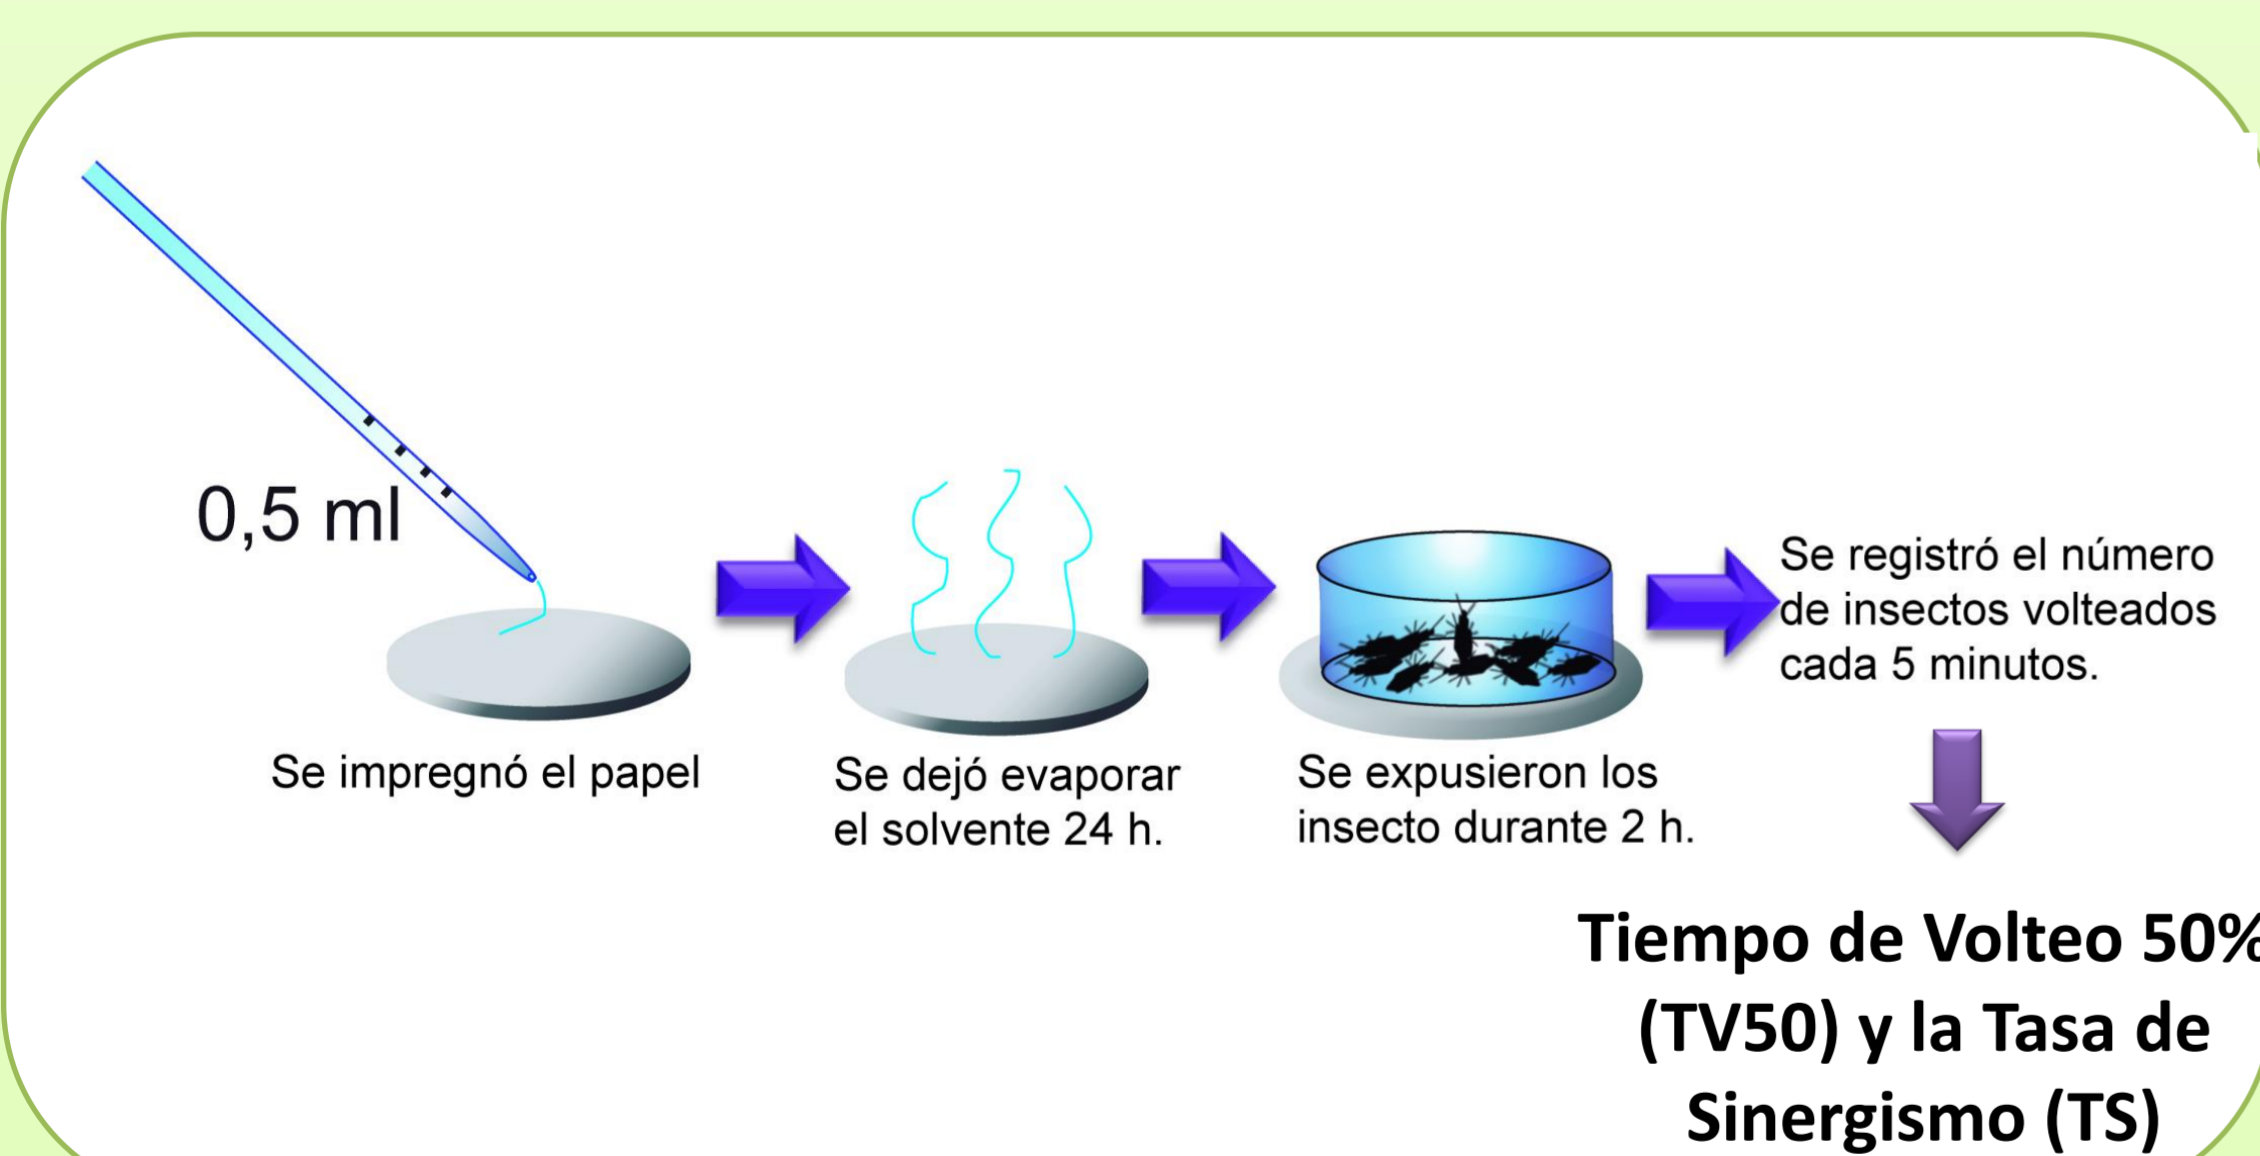 0,5 ml
Se impregnó el papel
Se dejó evaporar
el solvente 24 h.
Se expusieron los
insecto durante 2 h.
Se registró el número
de insectos volteados
cada 5 minutos.
Tiempo de Volteo 50%
(TV50) y la Tasa de
Sinergismo (TS)